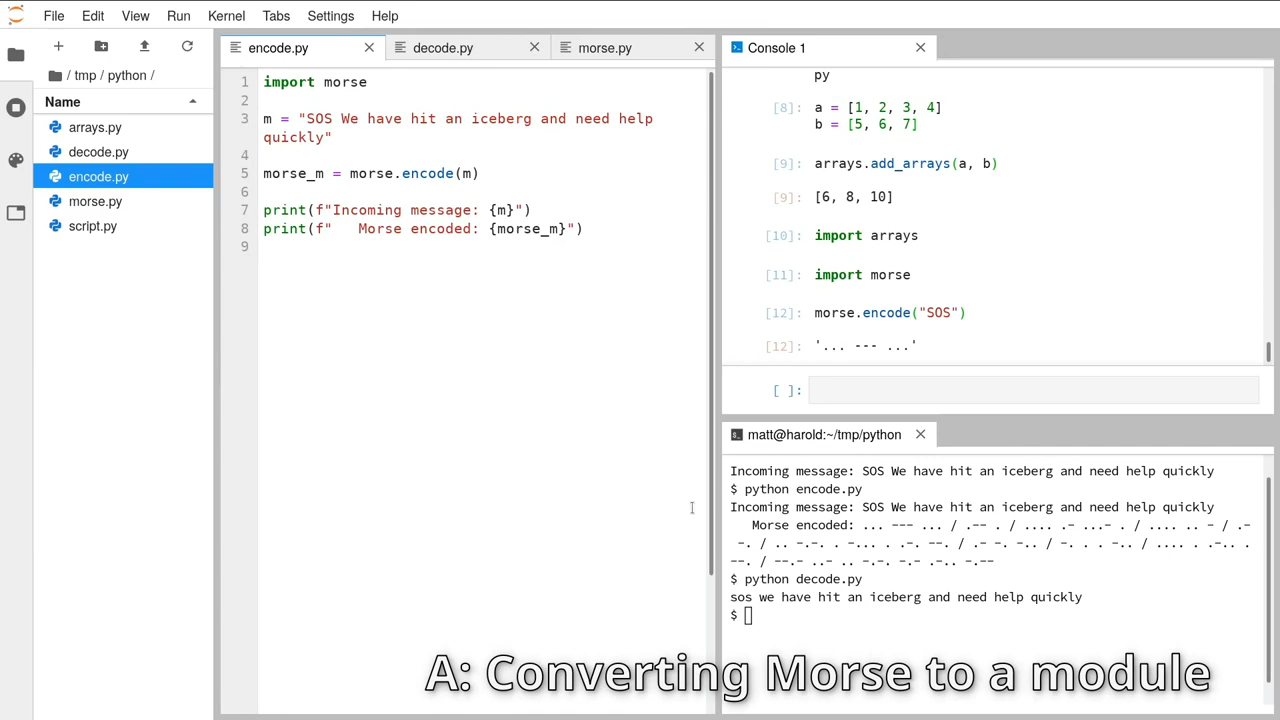 File Edit View Run Kernel Tabs Settings Help
/ tmp / python /
Name
arrays.py
decode.py
encode.py
morse.py
script.py
encode.py
decode.py
morse.py
1 import morse
2
3 m = "SOS We have hit an iceberg and need help
quickly"
4
5 morse_m = morse.encode(m)
6
7 print(f"Incoming message: {m}")
8 print(f"   Morse encoded: {morse_m}")
9
Console 1
py
[8]: a = [1, 2, 3, 4]
b = [5, 6, 7]
[9]: arrays.add_arrays(a, b)
[9]: [6, 8, 10]
[10]: import arrays
[11]: import morse
[12]: morse.encode("SOS")
[12]: '... --- ...'
[ ]:
matt@harold:~/tmp/python
Incoming message: SOS We have hit an iceberg and need help quickly
$ python encode.py
Incoming message: SOS We have hit an iceberg and need help quickly
   Morse encoded: ... --- ... / .-- . / .... .- ...- . / .... .. - / .-
 -. / .. -.-. . -... . .-. --. / .- -. -.. / -. . . -.. / .... . .-.. .
--. / --.- ..- .. -.-. -.- .-.. -.--
$ python decode.py
sos we have hit an iceberg and need help quickly
$
A: Converting Morse to a module